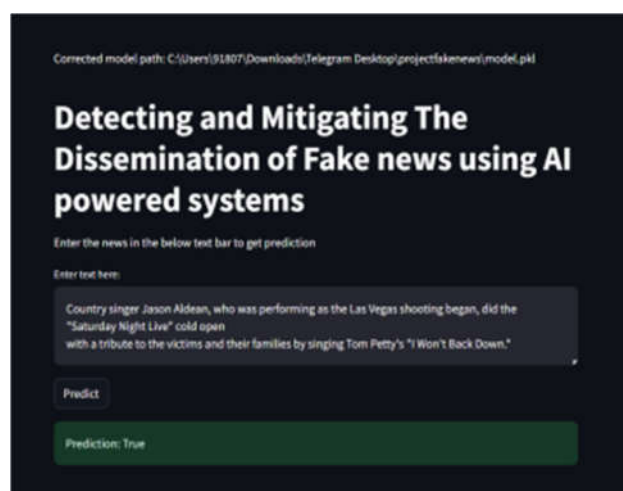 Corrected model path: C:\Users\91807\Downloads\Telegram Desktop\projectfakenews\model.pkl
Detecting and Mitigating The
Dissemination of Fake news using AI
powered systems
Enter the news in the below text bar to get prediction
Enter text here:
Country singer Jason Aldean, who was performing as the Las Vegas shooting began, did the
"Saturday Night Live" cold open
with a tribute to the victims and their families by singing Tom Petty's "I Won't Back Down."
Predict
Prediction: True